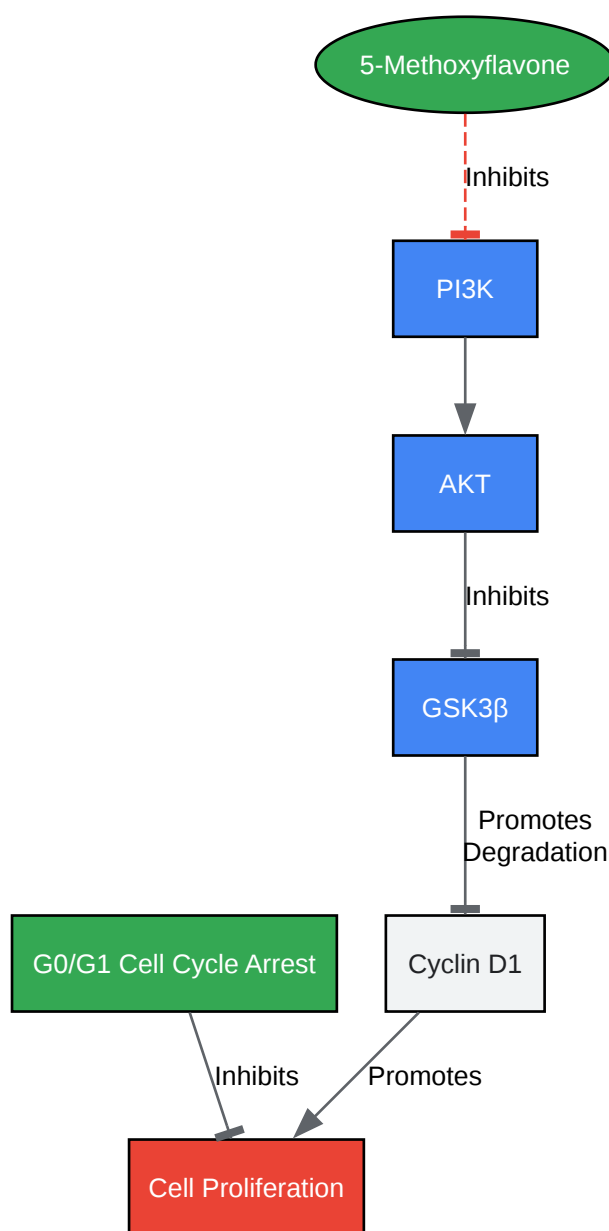 5-Methoxyflavone
Inhibits
PI3K
AKT
Inhibits
GSK3β
Promotes
Degradation
G0/G1 Cell Cycle Arrest
Cyclin D1
Inhibits
Promotes
Cell Proliferation